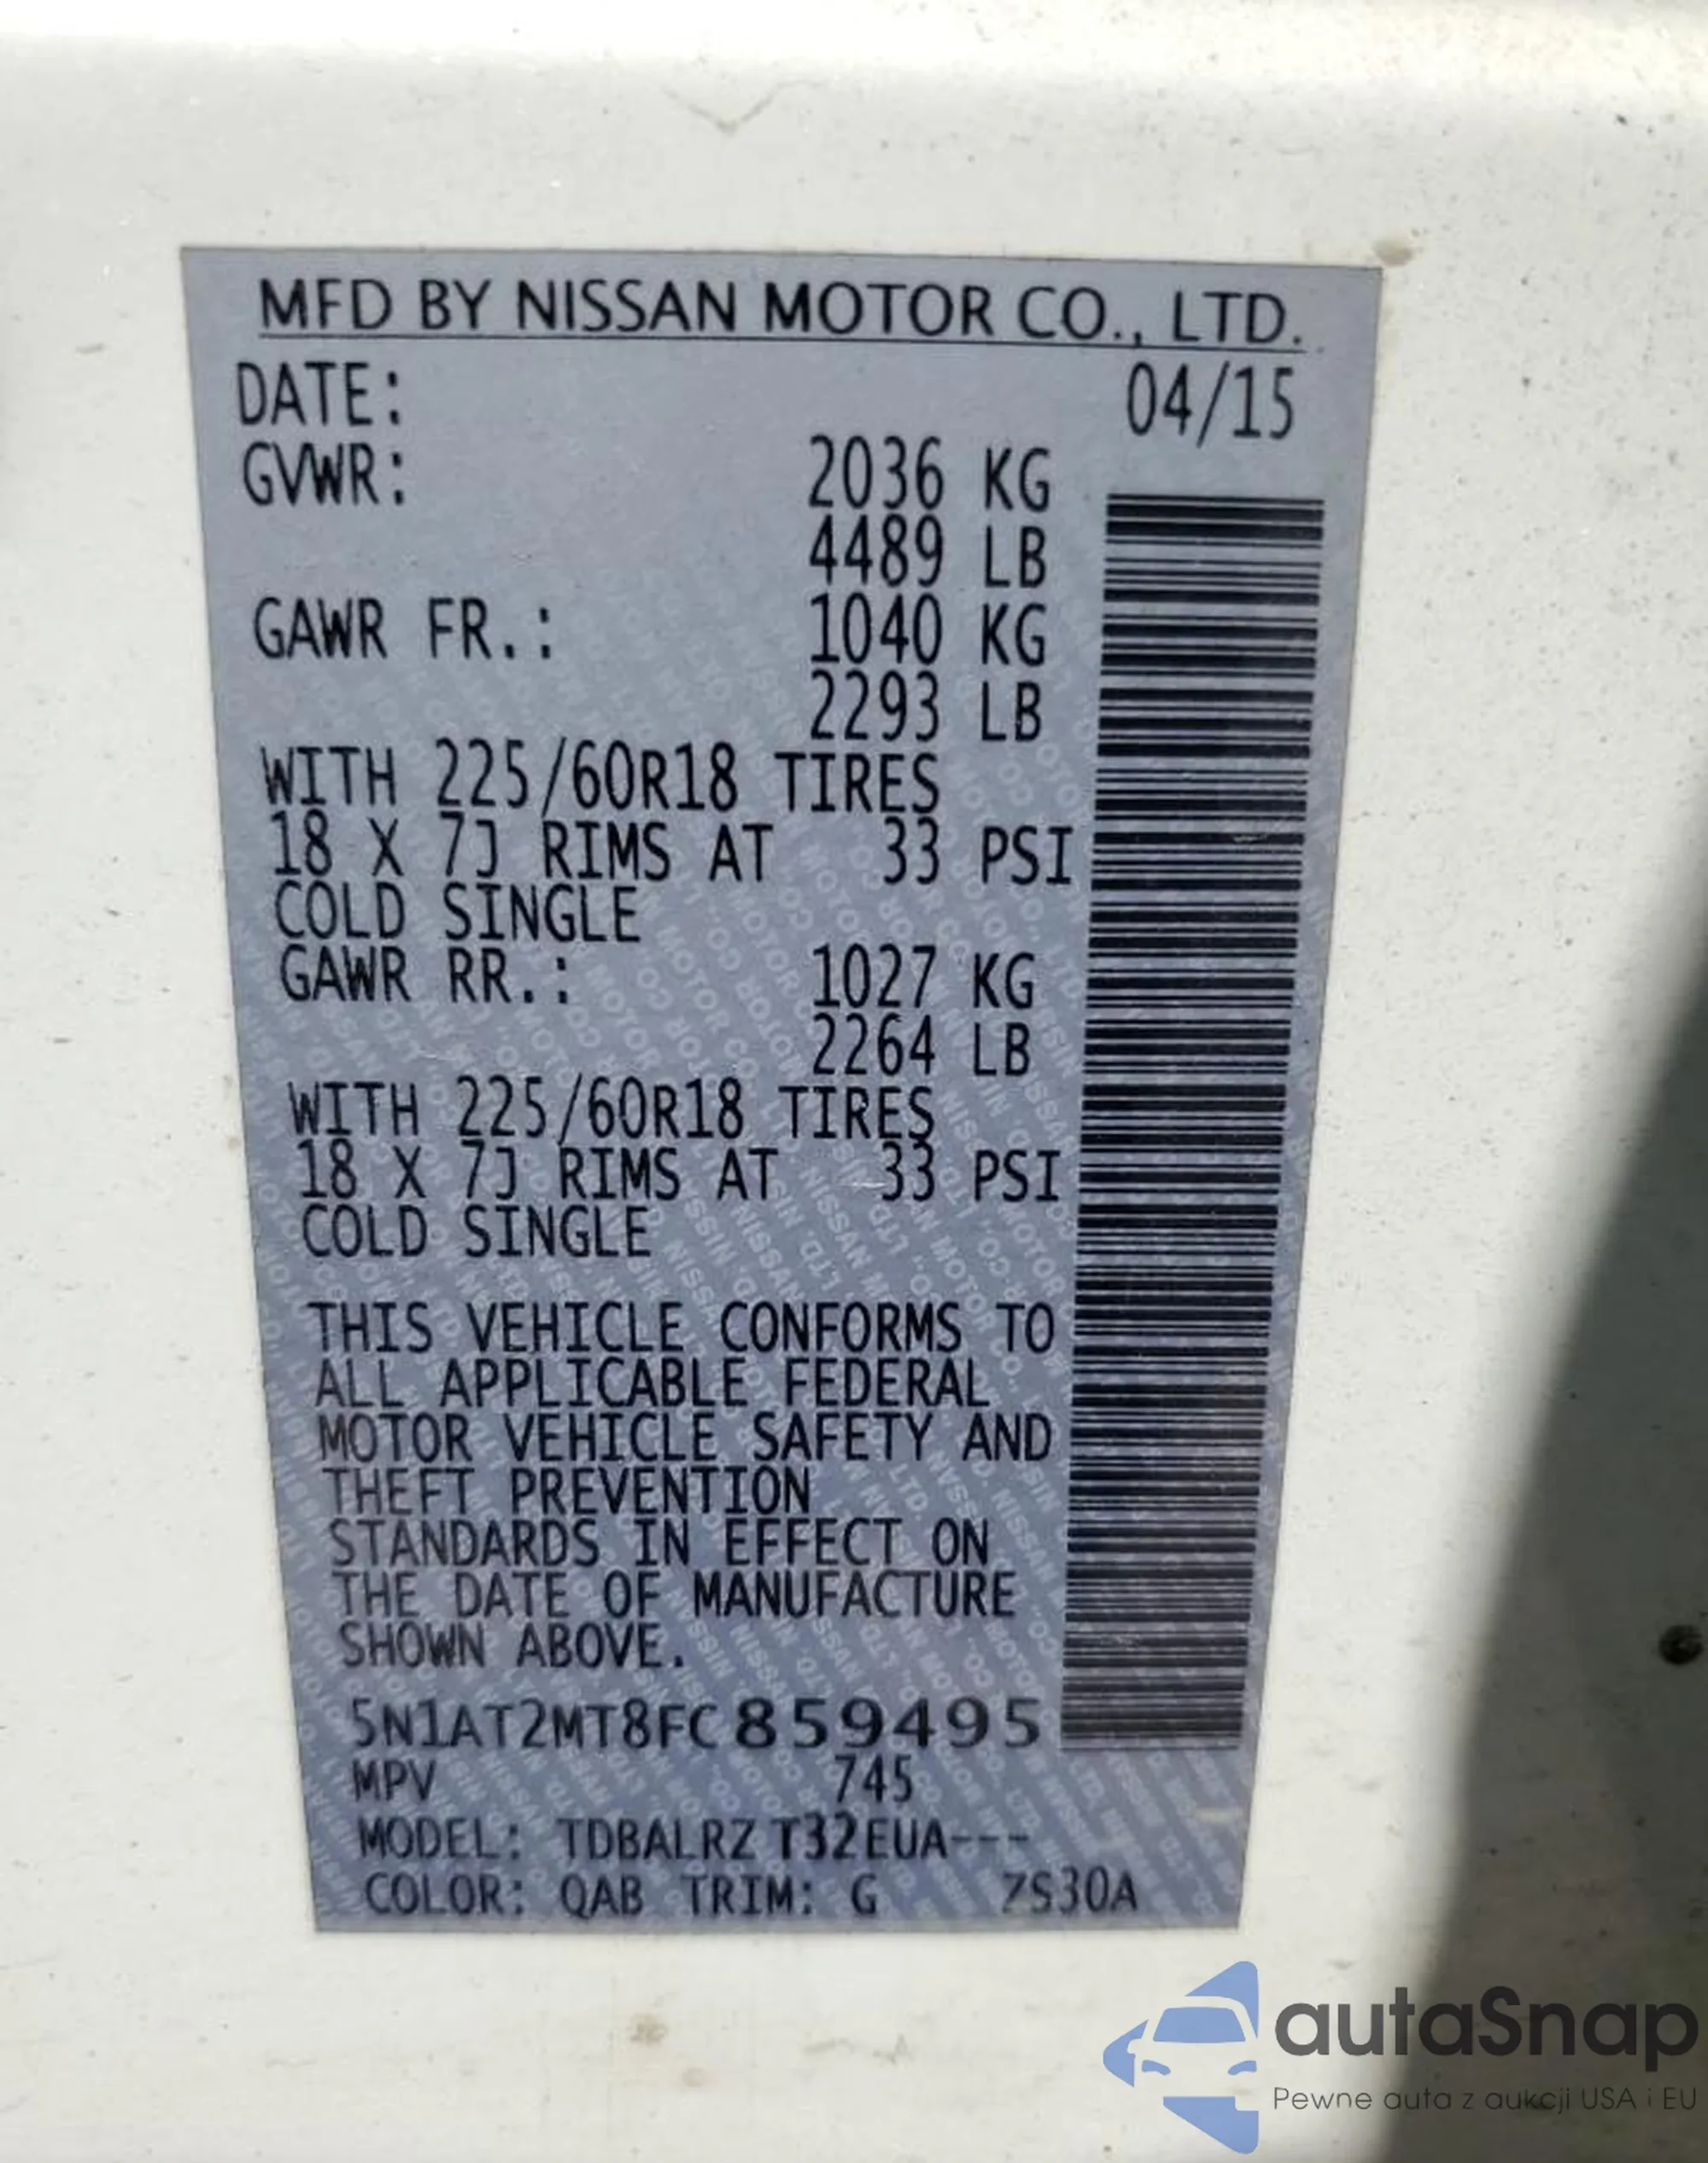 MFD BY NISSAN MOTOR CO., LTD.
DATE: 04/15
GVWR: 2036 KG
4489 LB
GAWR FR.: 1040 KG
2293 LB
WITH 225/60R18 TIRES
18 X 7J RIMS AT 33 PSI
COLD SINGLE
GAWR RR.: 1027 KG
2264 LB
WITH 225/60R18 TIRES
18 X 7J RIMS AT 33 PSI
COLD SINGLE
THIS VEHICLE CONFORMS TO
ALL APPLICABLE FEDERAL
MOTOR VEHICLE SAFETY AND
THEFT PREVENTION
STANDARDS IN EFFECT ON
THE DATE OF MANUFACTURE
SHOWN ABOVE.
5N1AT2MT8FC859495
MPV 745
MODEL: TDBALRZ T32EUA---
COLOR: QAB TRIM: G ZS30A
autaSnap
Pewne auta z aukcji USA i EU